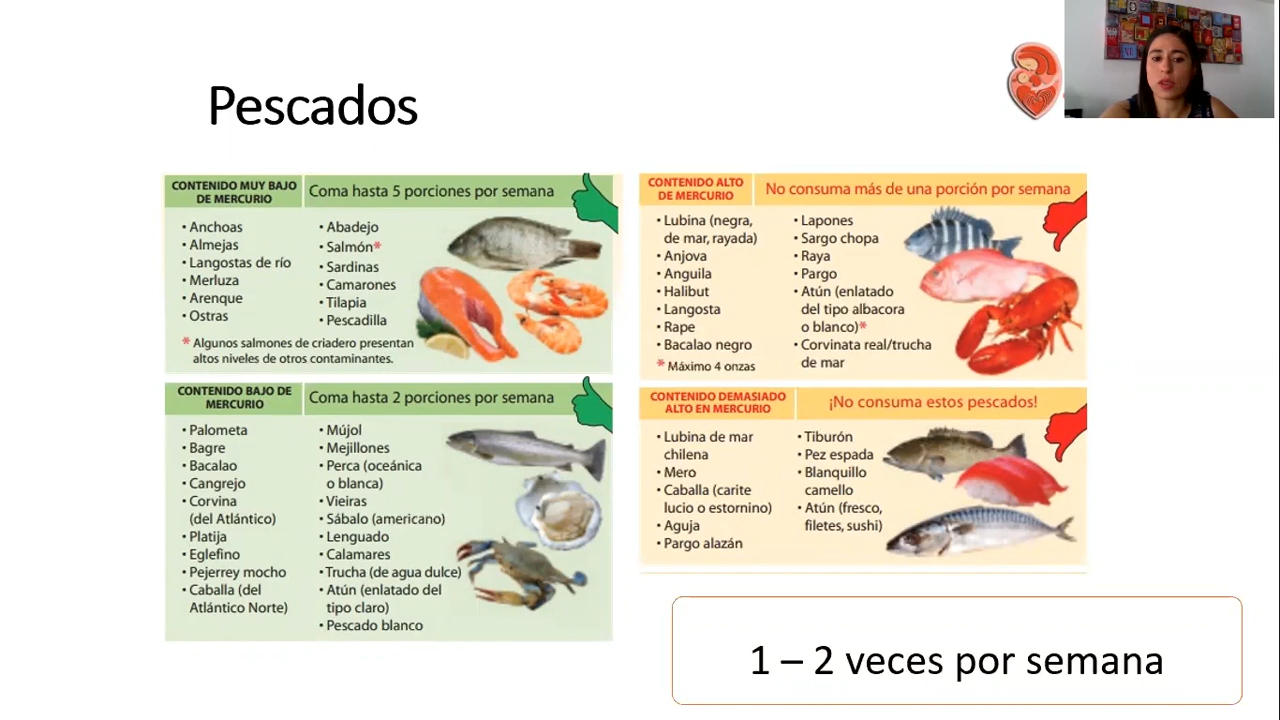 Pescados
CONTENIDO MUY BAJO
DE MERCURIO
Coma hasta 5 porciones por semana
• Anchoas
• Almejas
• Langostas de río
• Merluza
• Arenque
• Ostras
• Abadejo
• Salmón*
• Sardinas
• Camarones
• Tilapia
• Pescadilla
* Algunos salmones de criadero presentan
altos niveles de otros contaminantes.
CONTENIDO BAJO DE
MERCURIO
Coma hasta 2 porciones por semana
• Palometa
• Bagre
• Bacalao
• Cangrejo
• Corvina
(del Atlántico)
• Platija
• Eglefino
• Pejerrey mocho
• Caballa (del
Atlántico Norte)
• Mújol
• Mejillones
• Perca (oceánica
o blanca)
• Vieiras
• Sábalo (americano)
• Lenguado
• Calamares
• Trucha (de agua dulce)
• Atún (enlatado del
tipo claro)
• Pescado blanco
CONTENIDO ALTO
DE MERCURIO
No consuma más de una porción por semana
• Lubina (negra,
de mar, rayada)
• Anjova
• Anguila
• Halibut
• Langosta
• Rape
• Bacalao negro
* Máximo 4 onzas
• Lapones
• Sargo chopa
• Raya
• Pargo
• Atún (enlatado
del tipo albacora
o blanco)*
• Corvinata real/trucha
de mar
CONTENIDO DEMASIADO
ALTO EN MERCURIO
¡No consuma estos pescados!
• Lubina de mar
chilena
• Mero
• Caballa (carite
lucio o estornino)
• Aguja
• Pargo alazán
• Tiburón
• Pez espada
• Blanquillo
camello
• Atún (fresco,
filetes, sushi)
1 – 2 veces por semana